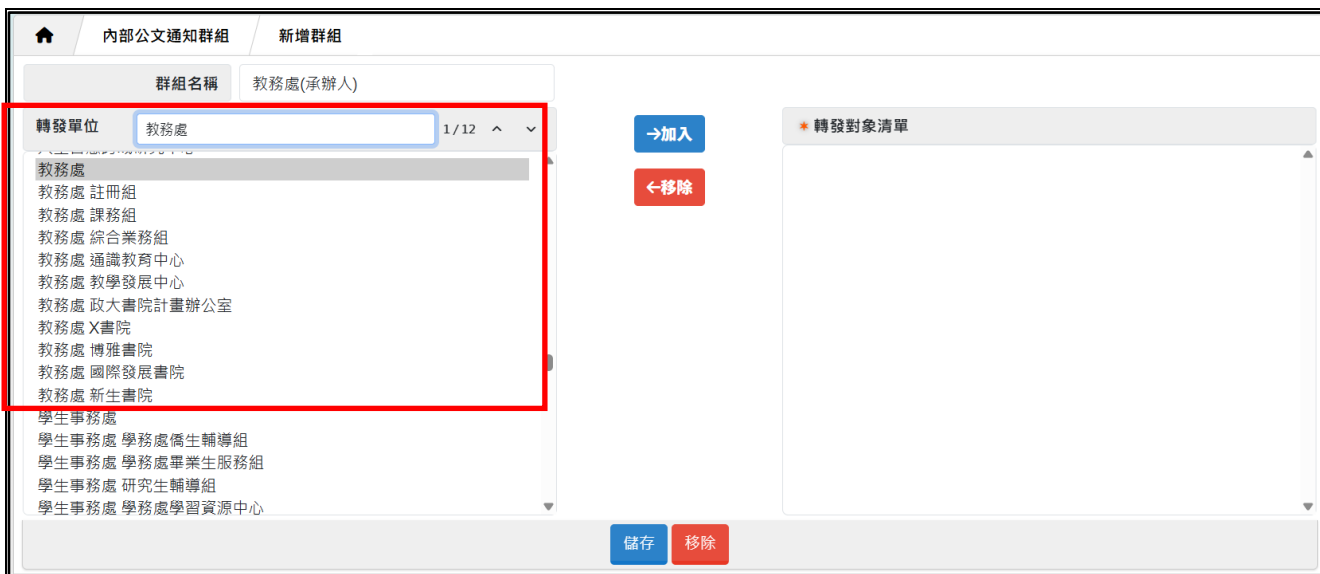 內部公文通知群組 新增群組
群組名稱 教務處(承辦人)
轉發單位 教務處 1/12
→加入
←移除
✶轉發對象清單
教務處
教務處 註冊組
教務處 課務組
教務處 綜合業務組
教務處 通識教育中心
教務處 教學發展中心
教務處 政大書院計畫辦公室
教務處 X書院
教務處 博雅書院
教務處 國際發展書院
教務處 新生書院
學生事務處
學生事務處 學務處僑生輔導組
學生事務處 學務處畢業生服務組
學生事務處 研究生輔導組
學生事務處 學務處學習資源中心
儲存 移除